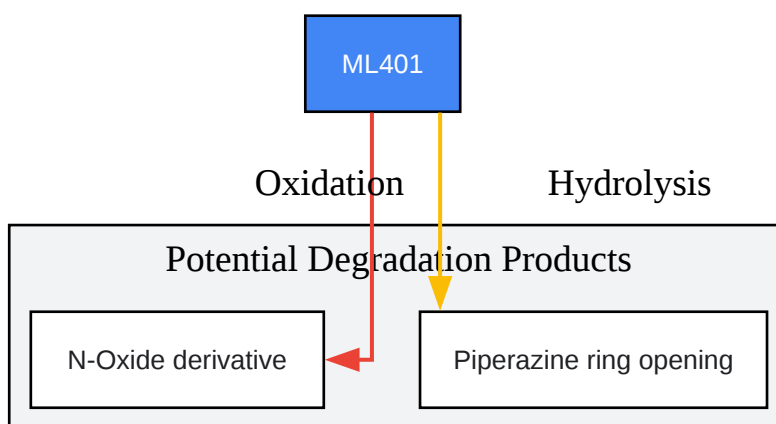 ML401
Oxidation
Hydrolysis
Potential Degradation Products
N-Oxide derivative
Piperazine ring opening